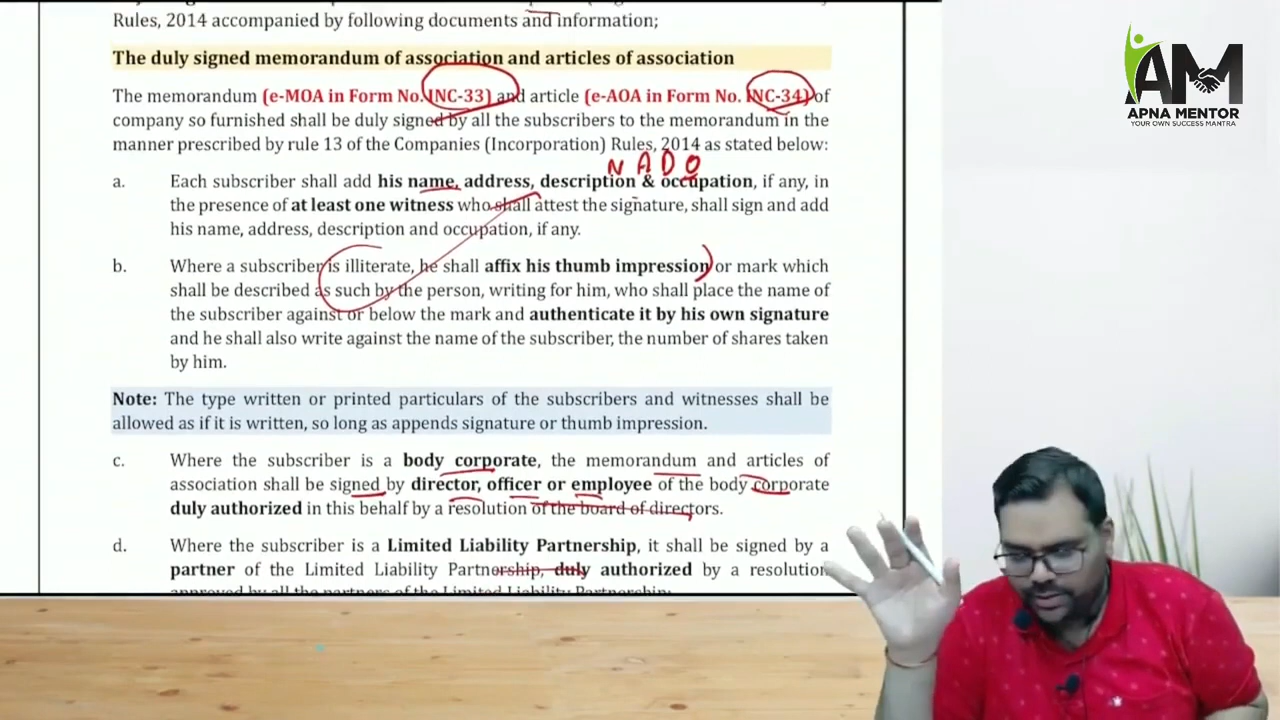 Rules, 2014 accompanied by following documents and information;
The duly signed memorandum of association and articles of association
The memorandum (e-MOA in Form No. INC-33) and article (e-AOA in Form No. INC-34) of
company so furnished shall be duly signed by all the subscribers to the memorandum in the
manner prescribed by rule 13 of the Companies (Incorporation) Rules, 2014 as stated below:
N A D O
a. Each subscriber shall add his name, address, description & occupation, if any, in
the presence of at least one witness who shall attest the signature, shall sign and add
his name, address, description and occupation, if any.
b. Where a subscriber is illiterate, he shall affix his thumb impression or mark which
shall be described as such by the person, writing for him, who shall place the name of
the subscriber against or below the mark and authenticate it by his own signature
and he shall also write against the name of the subscriber, the number of shares taken
by him.
Note: The type written or printed particulars of the subscribers and witnesses shall be
allowed as if it is written, so long as appends signature or thumb impression.
c. Where the subscriber is a body corporate, the memorandum and articles of
association shall be signed by director, officer or employee of the body corporate
duly authorized in this behalf by a resolution of the board of directors.
d. Where the subscriber is a Limited Liability Partnership, it shall be signed by a
partner of the Limited Liability Partnership, duly authorized by a resolution
approved by all the partners of the Limited Liability Partnership:
AM
APNA MENTOR
YOUR OWN SUCCESS MANTRA